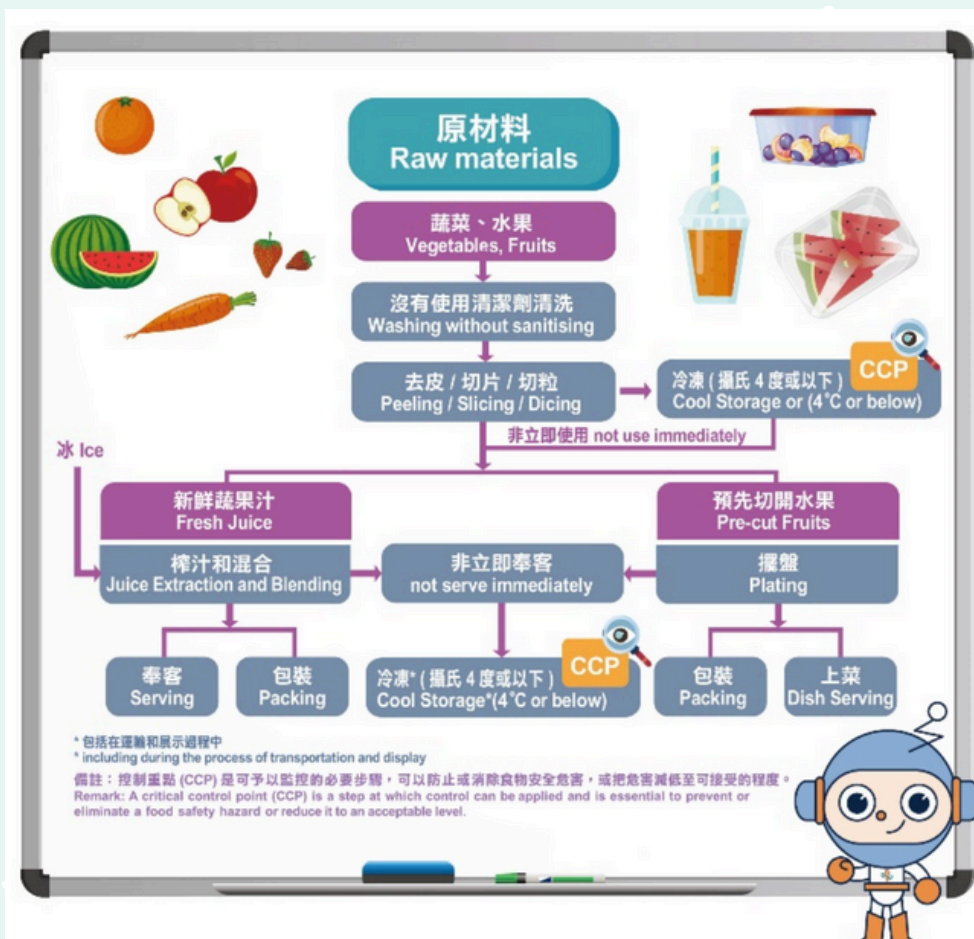 原材料
Raw materials
蔬菜、水果
Vegetables, Fruits
沒有使用清潔劑清洗
Washing without sanitising
去皮 / 切片 / 切粒
Peeling / Slicing / Dicing
CCP
冷凍 ( 攝氏 4 度或以下 )
Cool Storage or (4°C or below)
非立即使用 not use immediately
冰 Ice
新鮮蔬果汁
Fresh Juice
榨汁和混合
Juice Extraction and Blending
非立即奉客
not serve immediately
預先切開水果
Pre-cut Fruits
擺盤
Plating
奉客
Serving
包裝
Packing
CCP
冷凍* ( 攝氏 4 度或以下 )
Cool Storage*(4°C or below)
包裝
Packing
上菜
Dish Serving
* 包括在運輸和展示過程中
* including during the process of transportation and display
備註：控制重點 (CCP) 是可予以監控的必要步驟，可以防止或消除食物安全危害，或把危害減低至可接受的程度。
Remark: A critical control point (CCP) is a step at which control can be applied and is essential to prevent or
eliminate a food safety hazard or reduce it to an acceptable level.